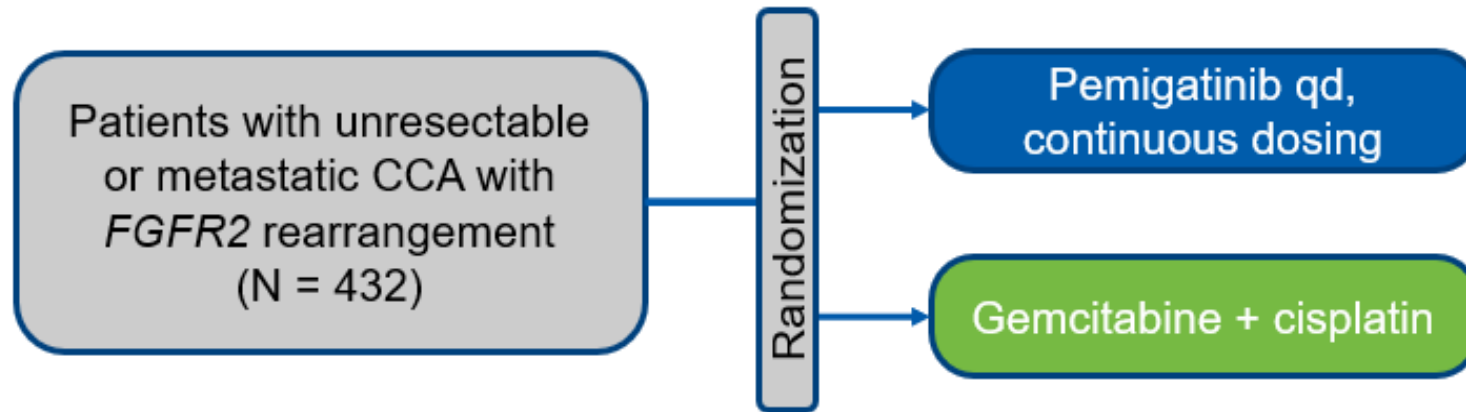 Patients with unresectable
or metastatic CCA with
FGFR2 rearrangement
(N = 432)
Randomization
Pemigatinib qd,
continuous dosing
Gemcitabine + cisplatin